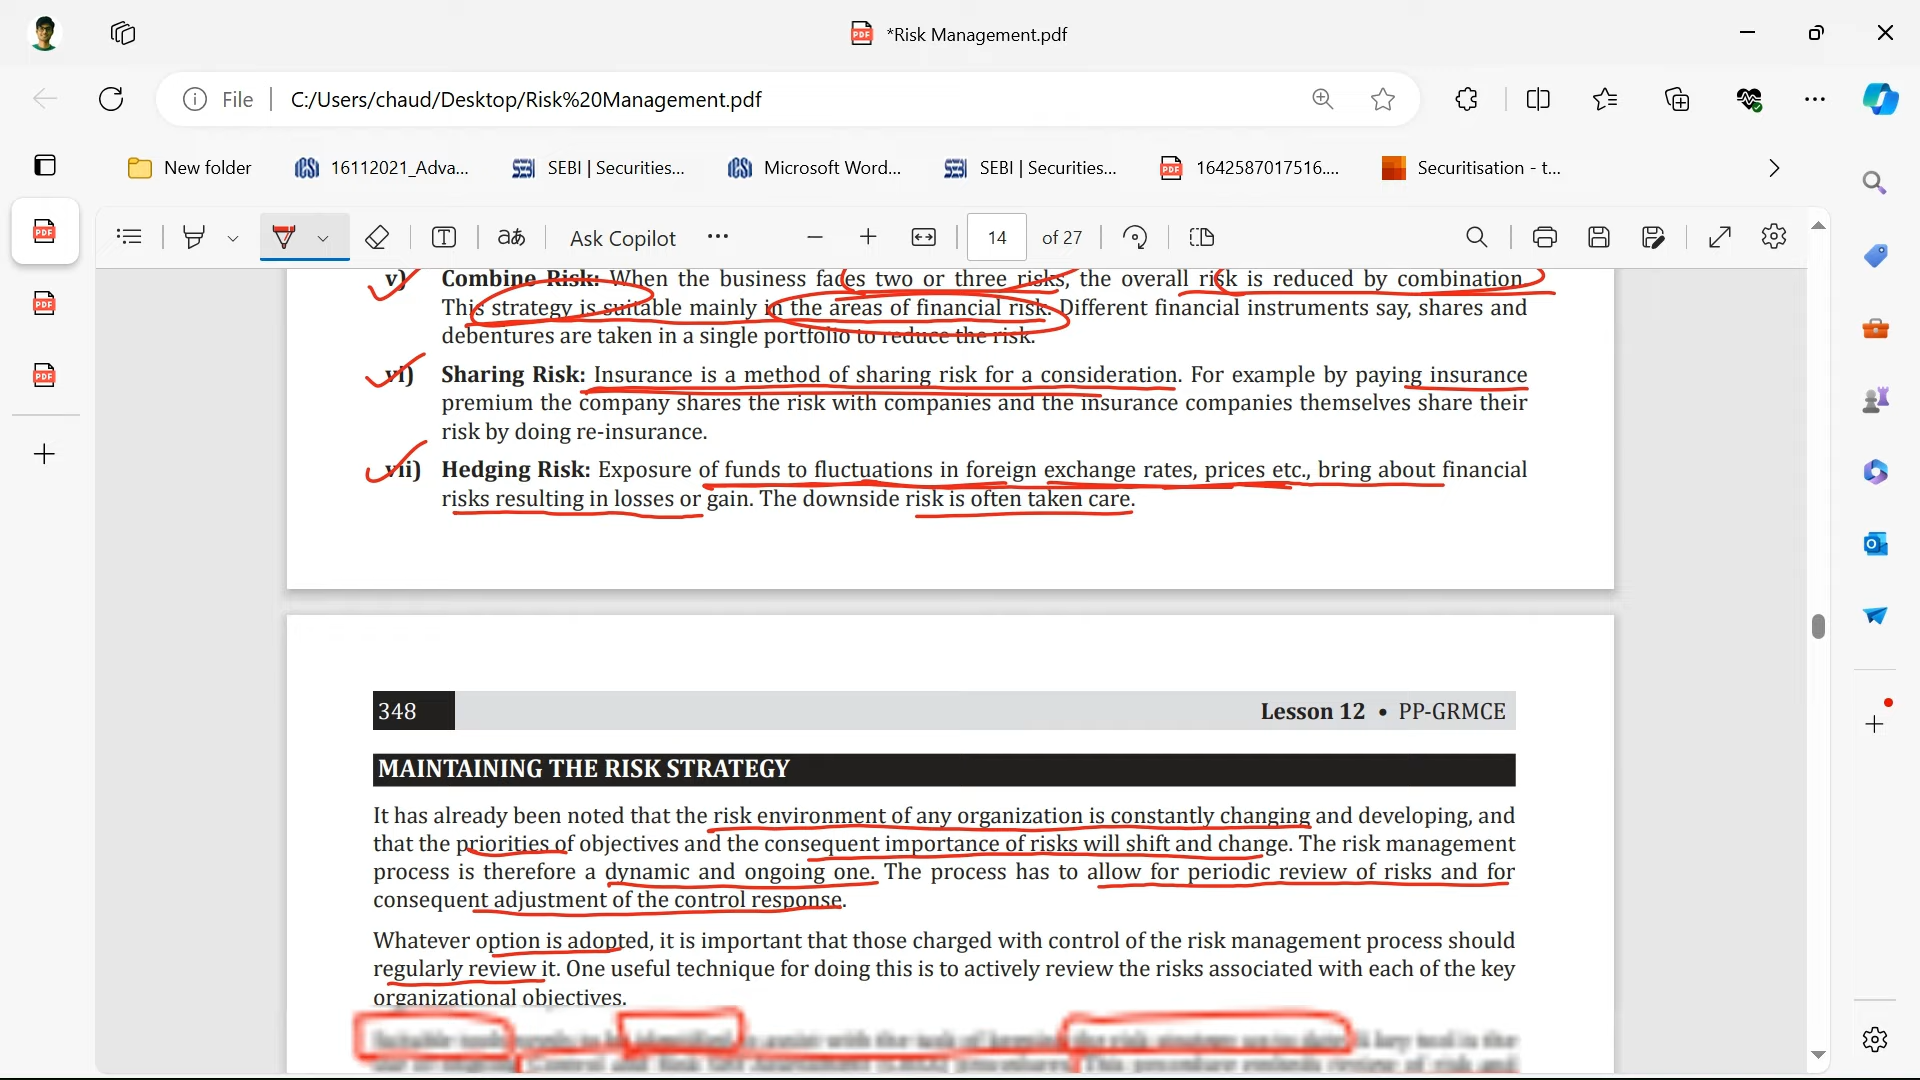 *Risk Management.pdf
File C:/Users/chaud/Desktop/Risk%20Management.pdf
New folder 16112021_Adva... SEBI | Securities... Microsoft Word... SEBI | Securities... 1642587017516.... Securitisation - t...
Ask Copilot 14 of 27
v) Combine Risk: When the business faces two or three risks, the overall risk is reduced by combination.
This strategy is suitable mainly in the areas of financial risk. Different financial instruments say, shares and
debentures are taken in a single portfolio to reduce the risk.
vi) Sharing Risk: Insurance is a method of sharing risk for a consideration. For example by paying insurance
premium the company shares the risk with companies and the insurance companies themselves share their
risk by doing re-insurance.
vii) Hedging Risk: Exposure of funds to fluctuations in foreign exchange rates, prices etc., bring about financial
risks resulting in losses or gain. The downside risk is often taken care.
348 Lesson 12 • PP-GRMCE
MAINTAINING THE RISK STRATEGY
It has already been noted that the risk environment of any organization is constantly changing and developing, and
that the priorities of objectives and the consequent importance of risks will shift and change. The risk management
process is therefore a dynamic and ongoing one. The process has to allow for periodic review of risks and for
consequent adjustment of the control response.
Whatever option is adopted, it is important that those charged with control of the risk management process should
regularly review it. One useful technique for doing this is to actively review the risks associated with each of the key
organizational objectives.